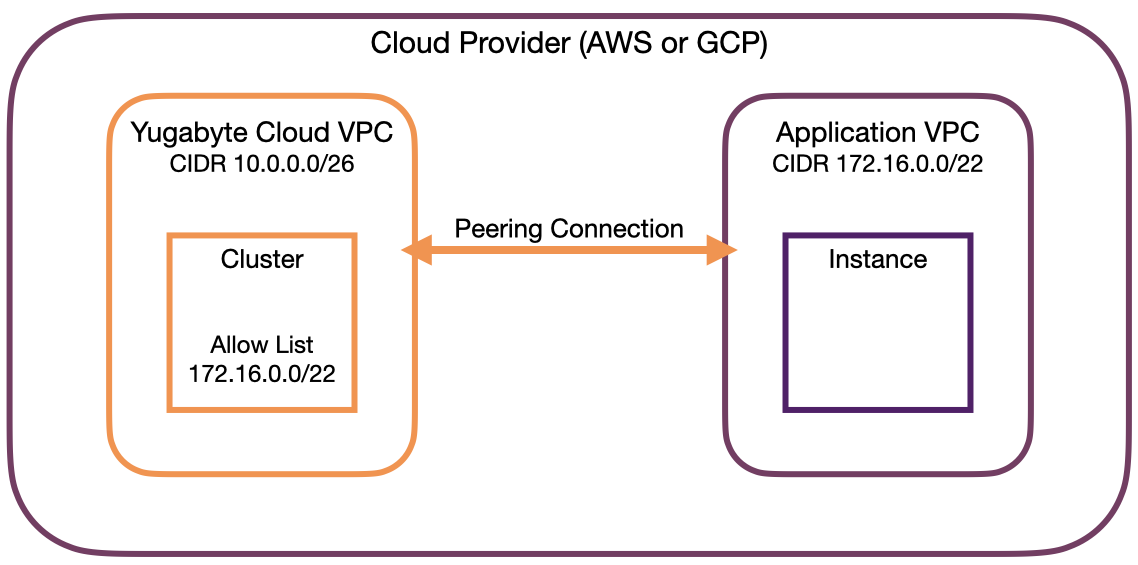 Cloud Provider (AWS or GCP)
Yugabyte Cloud VPC
CIDR 10.0.0.0/26
Cluster
Allow List
172.16.0.0/22
Peering Connection
Application VPC
CIDR 172.16.0.0/22
Instance